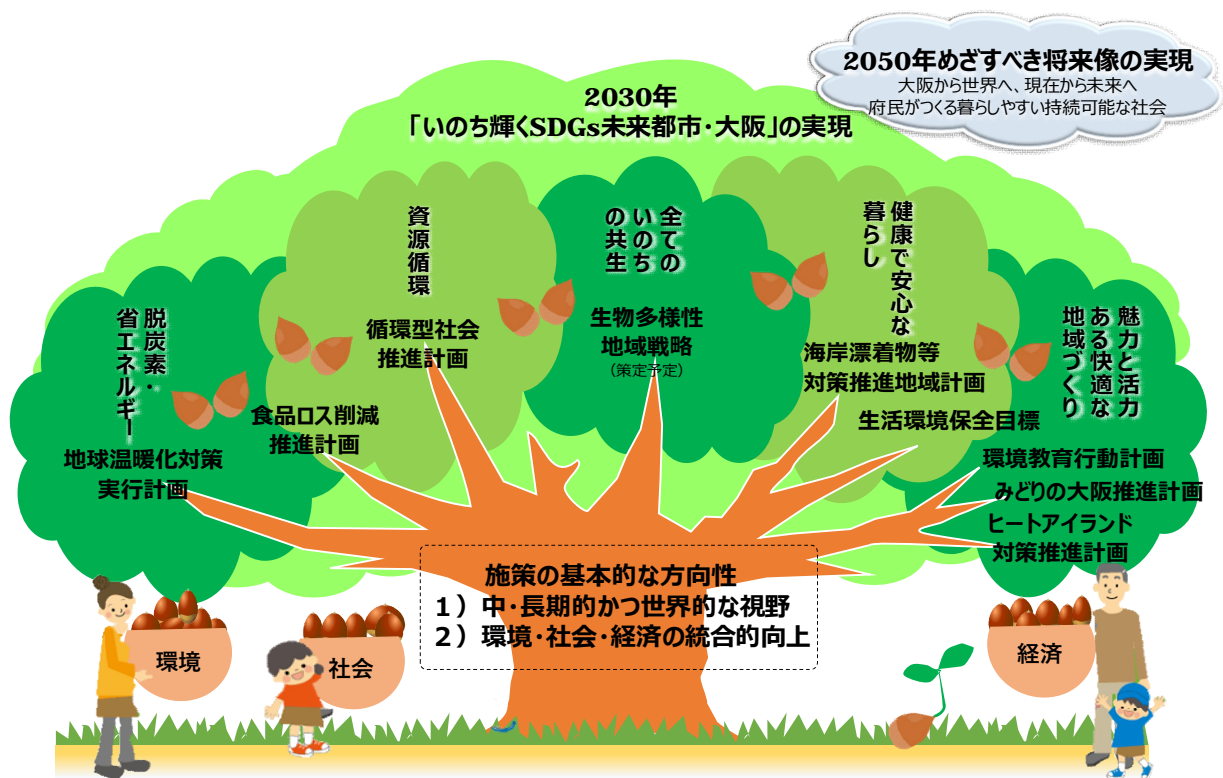 2050年めざすべき将来像の実現
大阪から世界へ、現在から未来へ
府民がつくる暮らしやすい持続可能な社会
2030年
「いのち輝くSDGs未来都市・大阪」の実現
脱炭素・
省エネルギー
地球温暖化対策
実行計画
資源循環
循環型社会
推進計画
食品ロス削減
推進計画
全ての
いのち
の共生
生物多様性
地域戦略
（策定予定）
健康で安心な
暮らし
海岸漂着物等
対策推進地域計画
生活環境保全目標
魅力と活力
ある快適な
地域づくり
環境教育行動計画
みどりの大阪推進計画
ヒートアイランド
対策推進計画
施策の基本的な方向性
１）中・長期的かつ世界的な視野
２）環境・社会・経済の統合的向上
環境
社会
経済